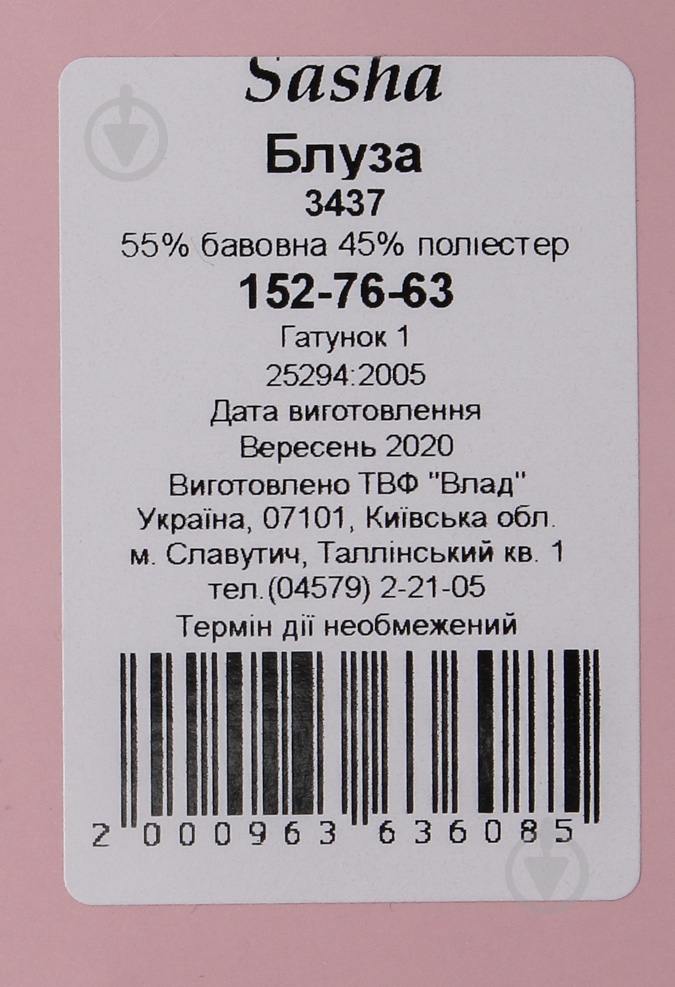 Sasha
Блуза
3437
55% бавовна 45% поліестер
152-76-63
Гатунок 1
25294:2005
Дата виготовлення
Вересень 2020
Виготовлено ТВФ "Влад"
Україна, 07101, Київська обл.
м. Славутич, Таллінський кв. 1
тел.(04579) 2-21-05
Термін дії необмежений
2 000963 636085